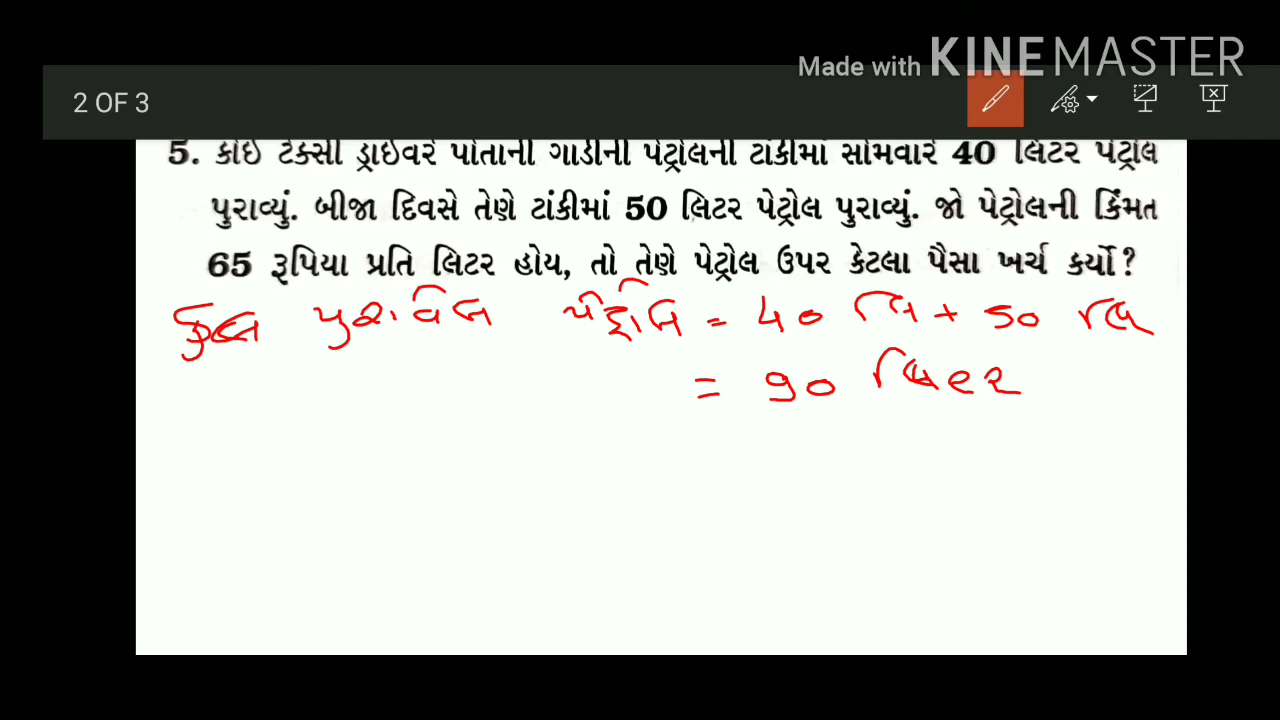 Made with KINEMASTER
2 OF 3
5. કોઈ ટેક્સી ડ્રાઈવરે પોતાની ગાડીની પેટ્રોલની ટાંકીમાં સોમવારે 40 લિટર પેટ્રોલ
પુરાવ્યું. બીજા દિવસે તેણે ટાંકીમાં 50 લિટર પેટ્રોલ પુરાવ્યું. જો પેટ્રોલની કિંમત
65 રૂપિયા પ્રતિ લિટર હોય, તો તેણે પેટ્રોલ ઉપર કેટલા પૈસા ખર્ચ કર્યો?
કુલ પુરાવેલ પેટ્રોલ = 40 લિ + 50 લિ
= 90 લિટર